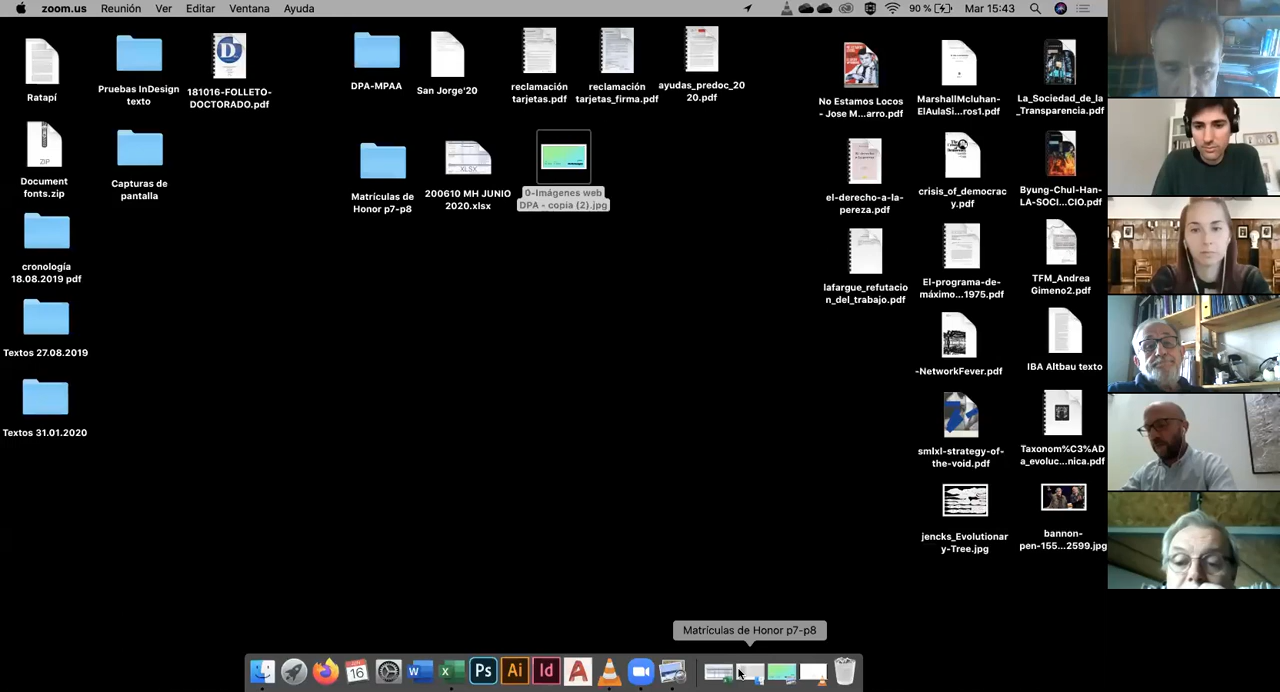 zoom.us Reunión Ver Editar Ventana Ayuda 90 % Mar 15:43
Ratapí
Pruebas InDesign
texto
181016-FOLLETO-
DOCTORADO.pdf
DPA-MPAA
San Jorge'20
reclamación
tarjetas.pdf
reclamación
tarjetas_firma.pdf
ayudas_predoc_20
20.pdf
No Estamos Locos
- Jose M...arro.pdf
MarshallMcluhan-
ElAulaSi...ros1.pdf
La_Sociedad_de_la
_Transparencia.pdf
ZIP
Document
fonts.zip
Capturas de
pantalla
Matrículas de
Honor p7-p8
XLSX
200610 MH JUNIO
2020.xlsx
0-Imágenes web
DPA - copia (2).jpg
el-derecho-a-la-
pereza.pdf
crisis_of_democrac
y.pdf
Byung-Chul-Han-
LA-SOCI...CIO.pdf
cronología
18.08.2019 pdf
lafargue_refutacio
n_del_trabajo.pdf
El-programa-de-
máximo...1975.pdf
TFM_Andrea
Gimeno2.pdf
Textos 27.08.2019
-NetworkFever.pdf
IBA Altbau texto
Textos 31.01.2020
smlxl-strategy-of-
the-void.pdf
Taxonom%C3%AD
a_evoluc...nica.pdf
jencks_Evolutionar
y-Tree.jpg
bannon-
pen-155...2599.jpg
Matrículas de Honor p7-p8
16
Ps
Ai
Id